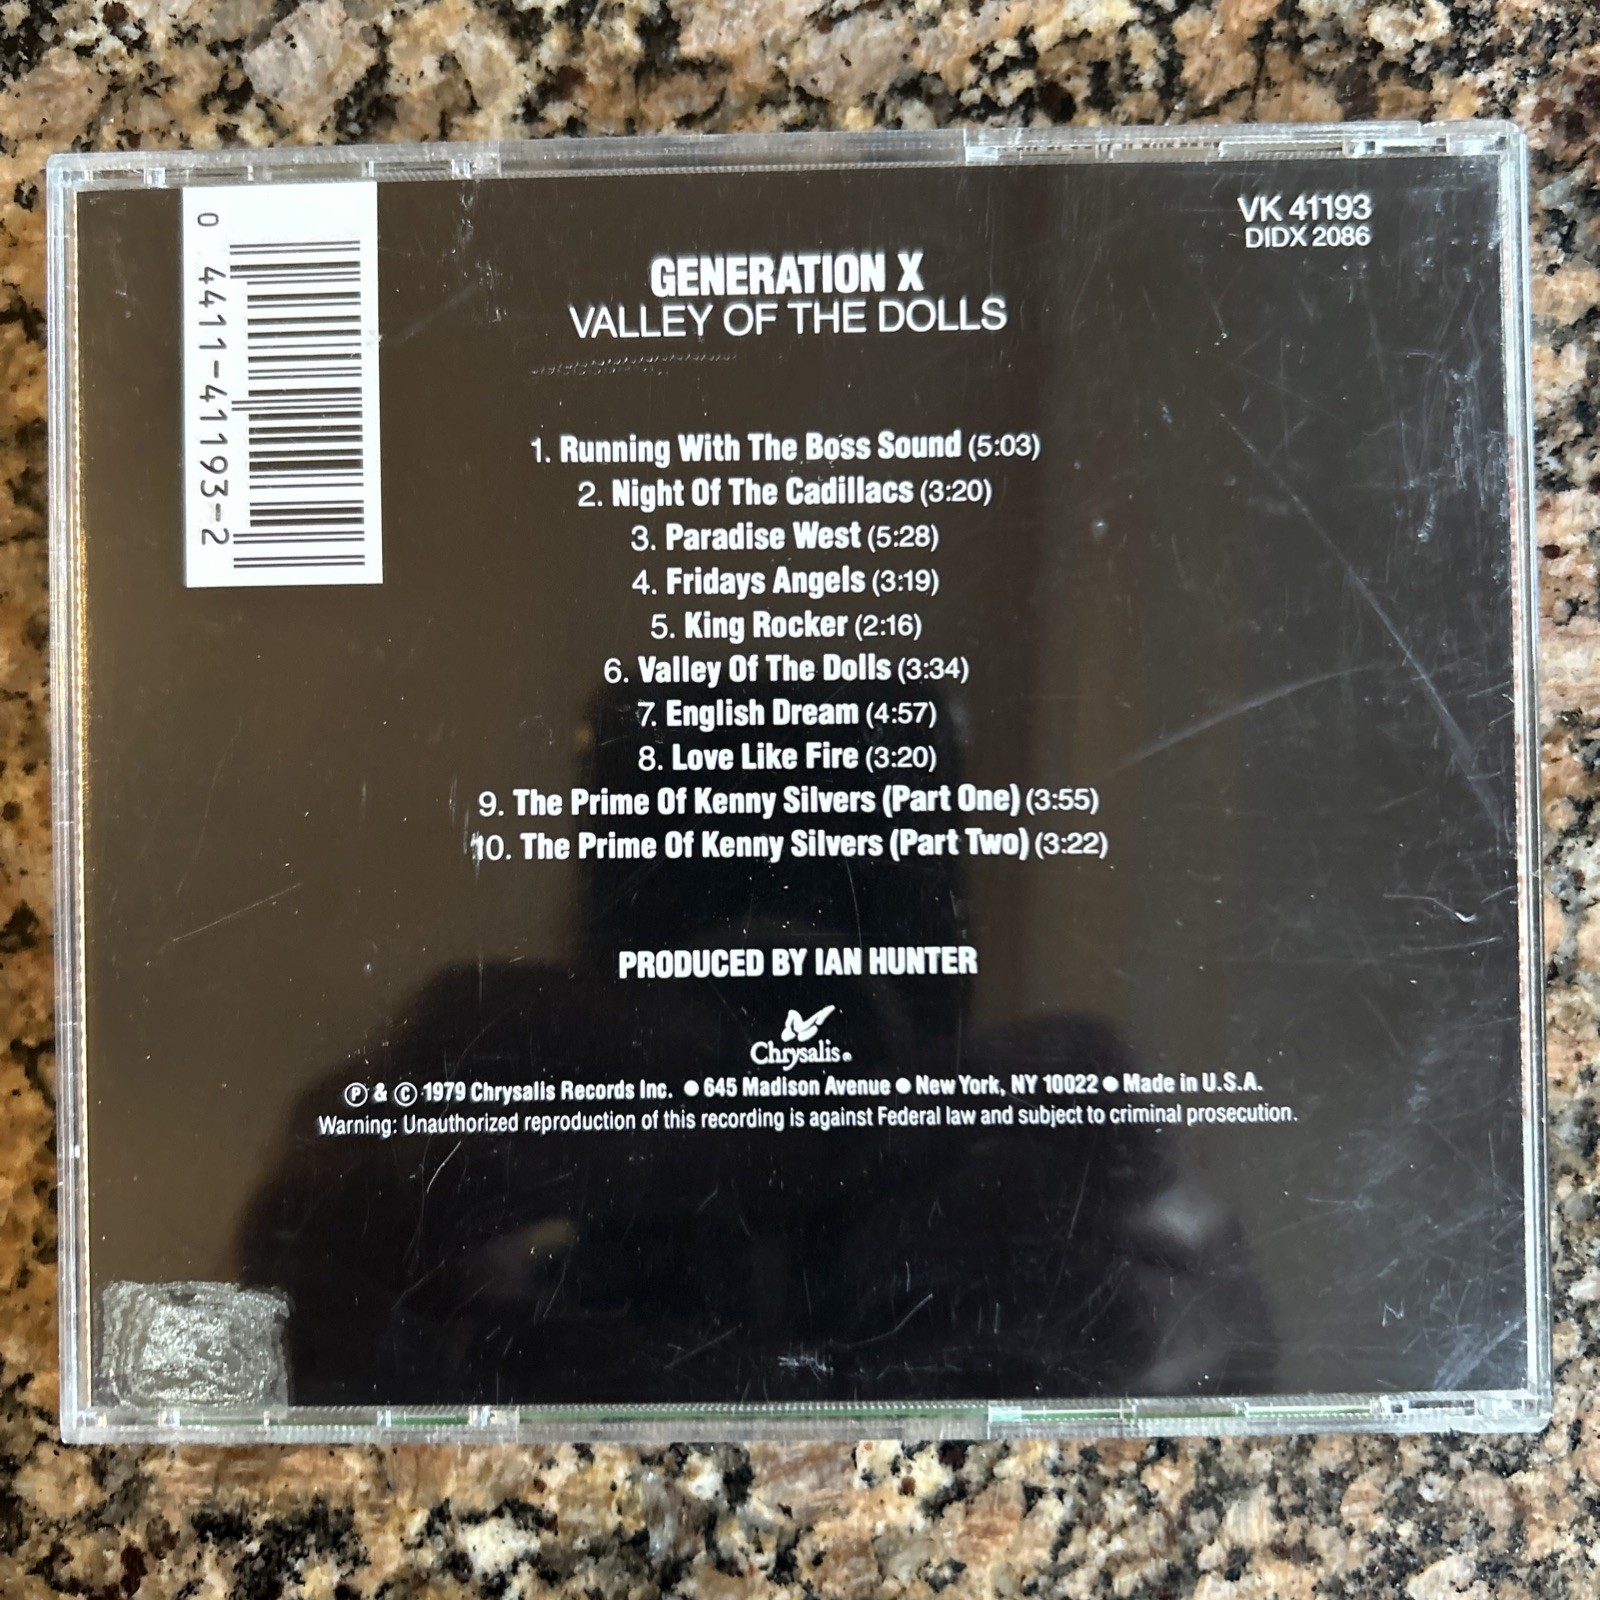 VK 41193
DIDX 2086
0 4411-41193-2
GENERATION X
VALLEY OF THE DOLLS
1. Running With The Boss Sound (5:03)
2. Night Of The Cadillacs (3:20)
3. Paradise West (5:28)
4. Fridays Angels (3:19)
5. King Rocker (2:16)
6. Valley Of The Dolls (3:34)
7. English Dream (4:57)
8. Love Like Fire (3:20)
9. The Prime Of Kenny Silvers (Part One) (3:55)
10. The Prime Of Kenny Silvers (Part Two) (3:22)
PRODUCED BY IAN HUNTER
Chrysalis®
Ⓟ & © 1979 Chrysalis Records Inc. ● 645 Madison Avenue ● New York, NY 10022 ● Made in U.S.A.
Warning: Unauthorized reproduction of this recording is against Federal law and subject to criminal prosecution.